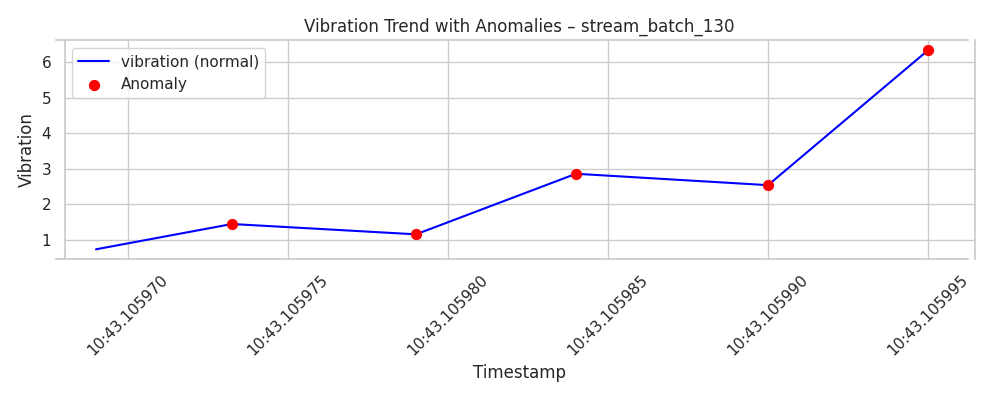 Vibration Trend with Anomalies – stream_batch_130
vibration (normal)
Anomaly
Vibration
6
5
4
3
2
1
10:43.105970
10:43.105975
10:43.105980
10:43.105985
10:43.105990
10:43.105995
Timestamp